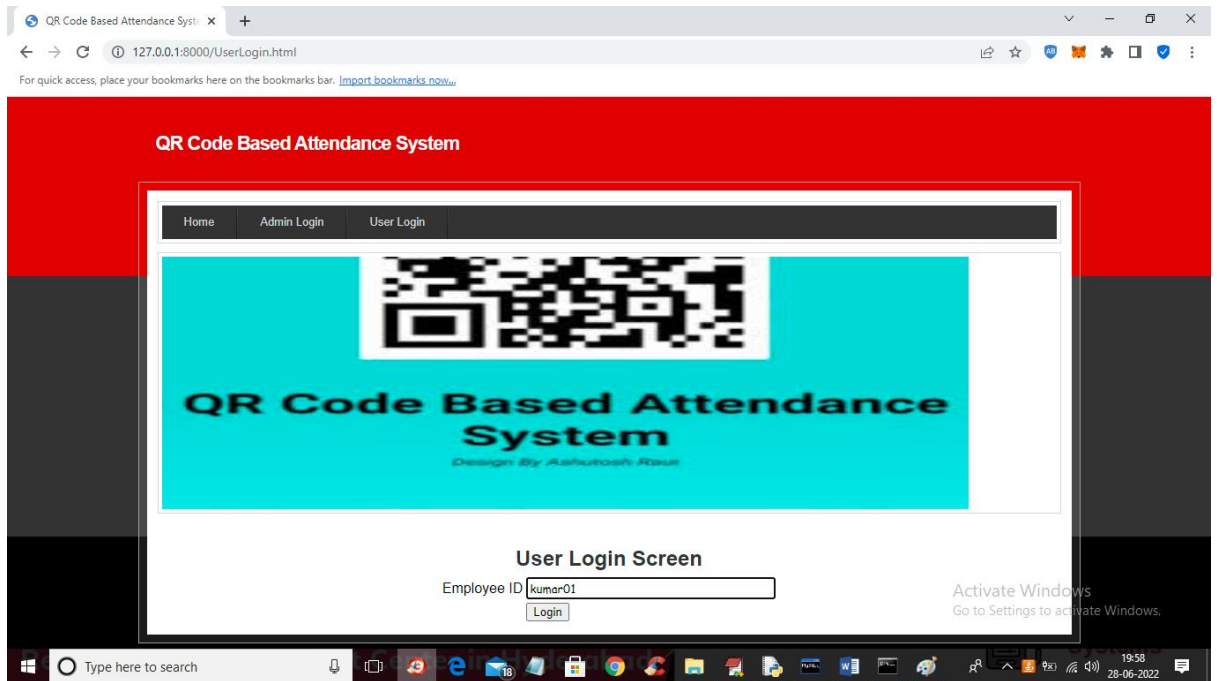 QR Code Based Attendance Syst
127.0.0.1:8000/UserLogin.html
AB
For quick access, place your bookmarks here on the bookmarks bar. Import bookmarks now...
QR Code Based Attendance System
Home Admin Login User Login
QR Code Based Attendance
System
Design By Ashutosh Raut
User Login Screen
Employee ID kumar01
Login
Activate Windows
Go to Settings to activate Windows.
Type here to search
18
19:58
28-06-2022